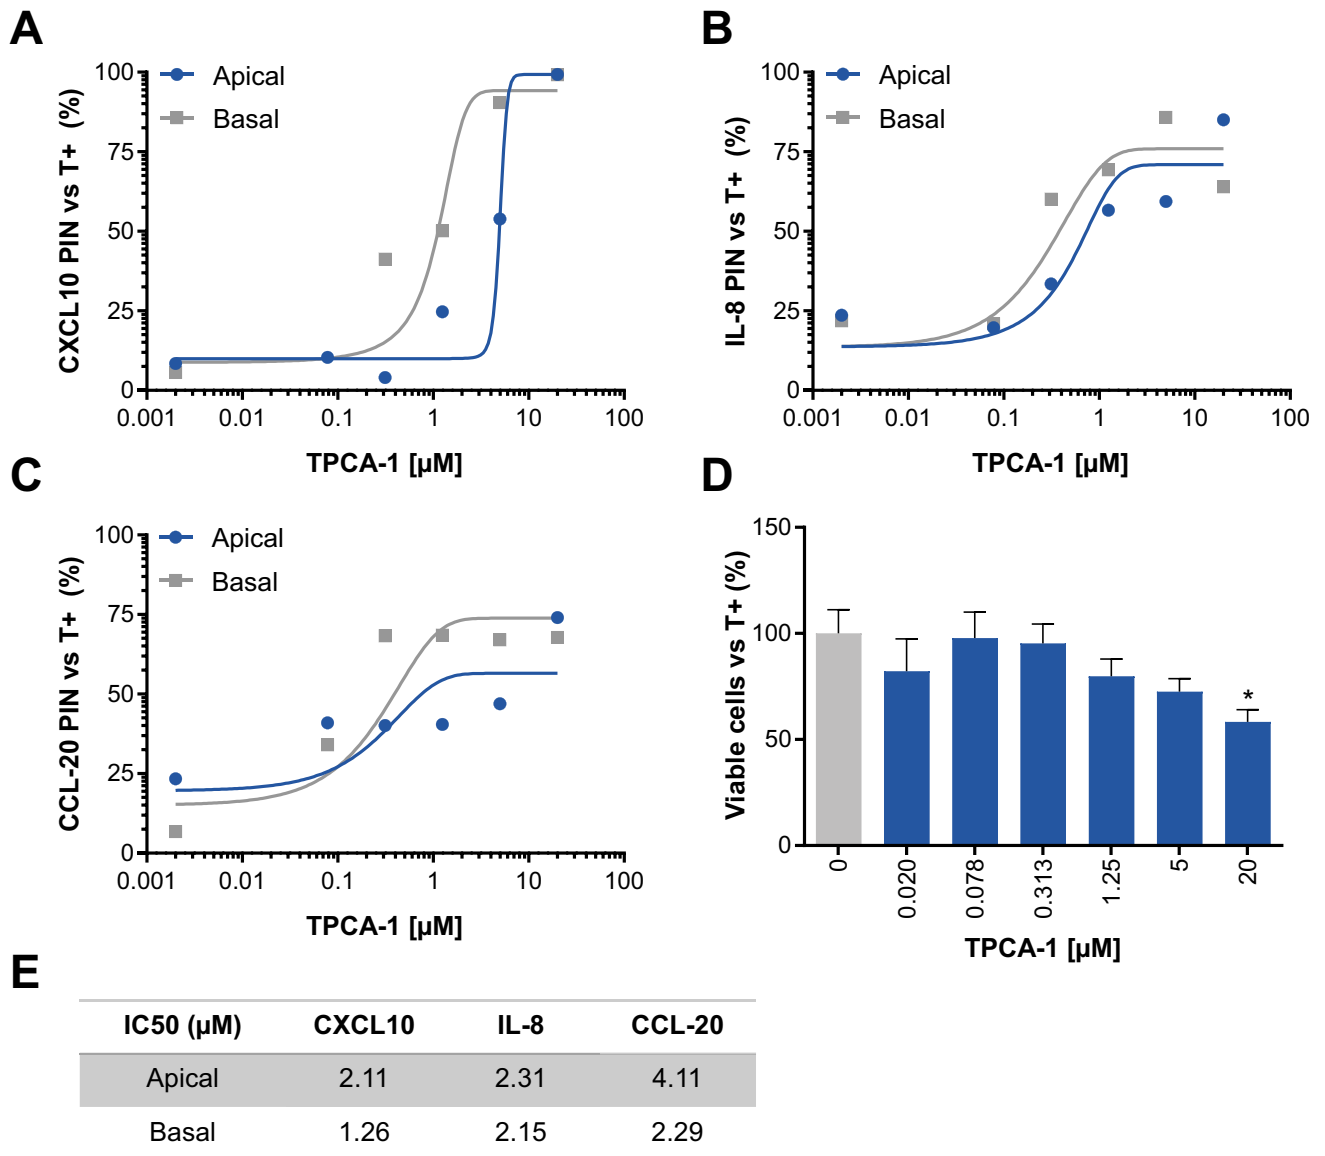 A
CXCL10 PIN vs T+ (%)
100
75
50
25
0
Apical
Basal
0.001 0.01 0.1 1 10 100
TPCA-1 [µM]
B
IL-8 PIN vs T+ (%)
100
75
50
25
0
Apical
Basal
0.001 0.01 0.1 1 10 100
TPCA-1 [µM]
C
CCL-20 PIN vs T+ (%)
100
75
50
25
0
Apical
Basal
0.001 0.01 0.1 1 10 100
TPCA-1 [µM]
D
Viable cells vs T+ (%)
150
100
50
0
*
0 0.020 0.078 0.313 1.25 5 20
TPCA-1 [µM]
E
IC50 (µM) CXCL10 IL-8 CCL-20
Apical 2.11 2.31 4.11
Basal 1.26 2.15 2.29